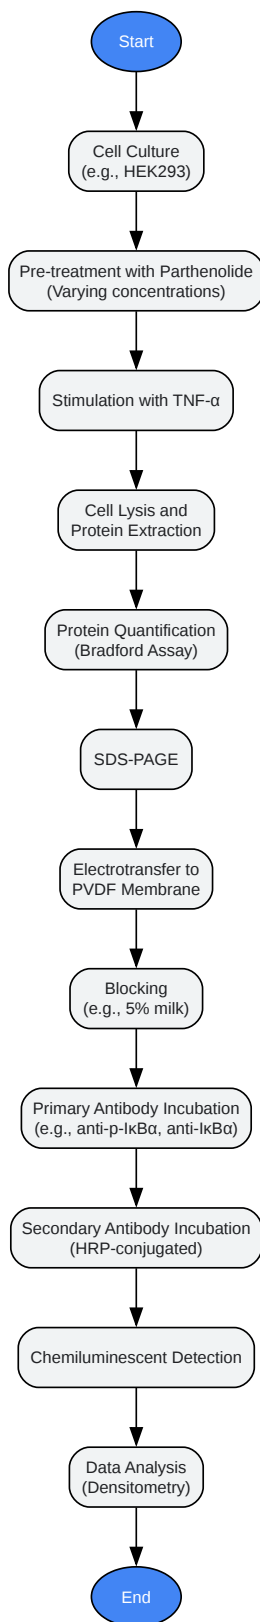 Start
Cell Culture
(e.g., HEK293)
Pre-treatment with Parthenolide
(Varying concentrations)
Stimulation with TNF-α
Cell Lysis and
Protein Extraction
Protein Quantification
(Bradford Assay)
SDS-PAGE
Electrotransfer to
PVDF Membrane
Blocking
(e.g., 5% milk)
Primary Antibody Incubation
(e.g., anti-p-IκBα, anti-IκBα)
Secondary Antibody Incubation
(HRP-conjugated)
Chemiluminescent Detection
Data Analysis
(Densitometry)
End